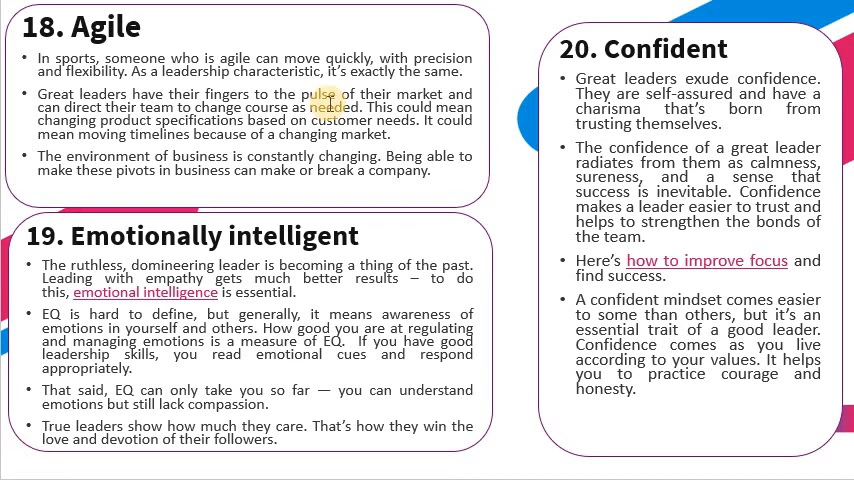 18. Agile
• In sports, someone who is agile can move quickly, with precision
and flexibility. As a leadership characteristic, it’s exactly the same.
• Great leaders have their fingers to the pulse of their market and
can direct their team to change course as needed. This could mean
changing product specifications based on customer needs. It could
mean moving timelines because of a changing market.
• The environment of business is constantly changing. Being able to
make these pivots in business can make or break a company.
19. Emotionally intelligent
• The ruthless, domineering leader is becoming a thing of the past.
Leading with empathy gets much better results – to do
this, emotional intelligence is essential.
• EQ is hard to define, but generally, it means awareness of
emotions in yourself and others. How good you are at regulating
and managing emotions is a measure of EQ. If you have good
leadership skills, you read emotional cues and respond
appropriately.
• That said, EQ can only take you so far — you can understand
emotions but still lack compassion.
• True leaders show how much they care. That’s how they win the
love and devotion of their followers.
20. Confident
• Great leaders exude confidence.
They are self-assured and have a
charisma that’s born from
trusting themselves.
• The confidence of a great leader
radiates from them as calmness,
sureness, and a sense that
success is inevitable. Confidence
makes a leader easier to trust and
helps to strengthen the bonds of
the team.
• Here’s how to improve focus and
find success.
• A confident mindset comes easier
to some than others, but it’s an
essential trait of a good leader.
Confidence comes as you live
according to your values. It helps
you to practice courage and
honesty.